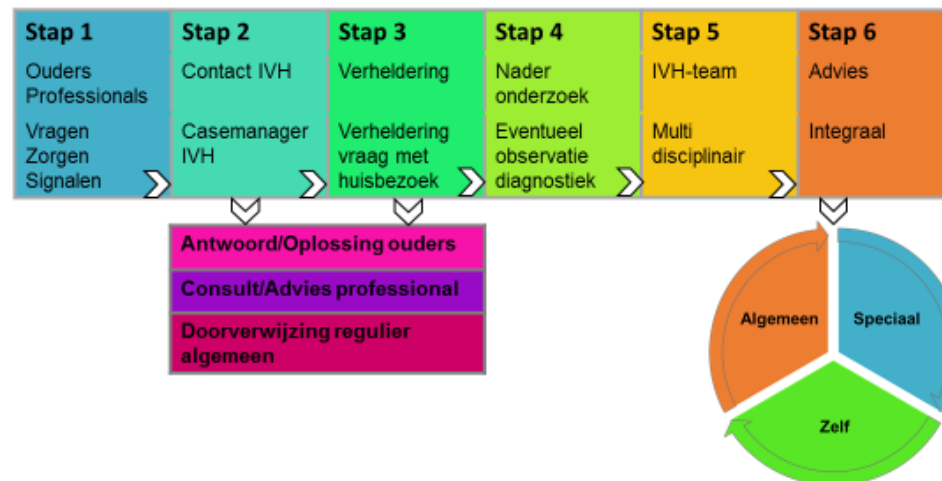 Stap 1
Ouders
Professionals
Vragen
Zorgen
Signalen
Stap 2
Contact IVH
Casemanager
IVH
Stap 3
Verheldering
Verheldering
vraag met
huisbezoek
Stap 4
Nader
onderzoek
Eventueel
observatie
diagnostiek
Stap 5
IVH-team
Multi
disciplinair
Stap 6
Advies
Integraal
Antwoord/Oplossing ouders
Consult/Advies professional
Doorverwijzing regulier
algemeen
Algemeen
Speciaal
Zelf